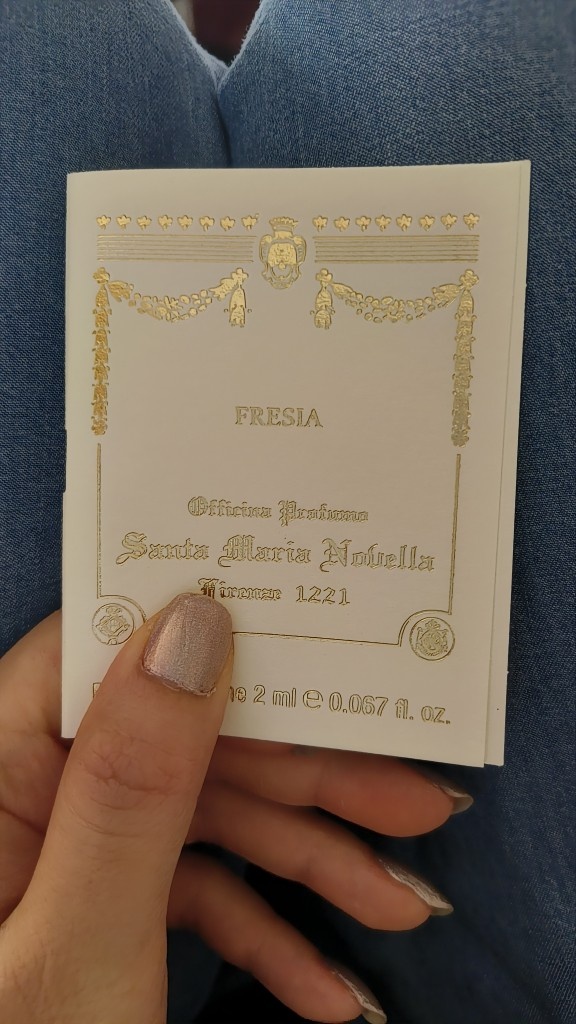 FRESIA
Officina Profumo
Santa Maria Novella
Firenze 1221
2 ml ℮ 0.067 fl. oz.